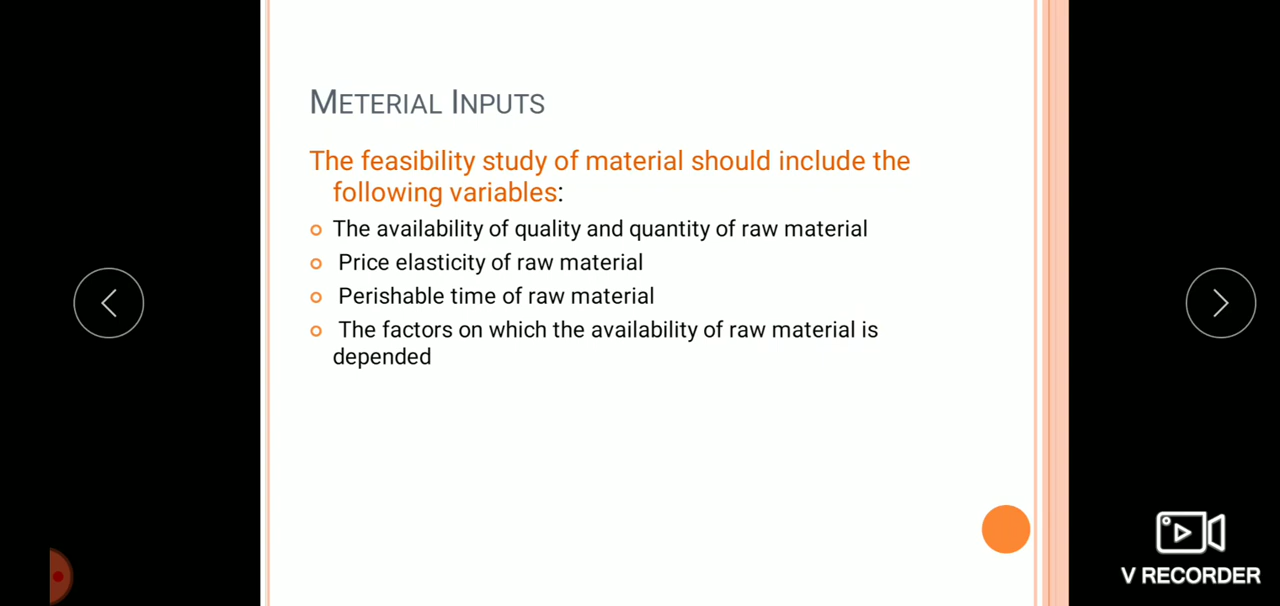 METERIAL INPUTS
The feasibility study of material should include the
following variables:
The availability of quality and quantity of raw material
Price elasticity of raw material
Perishable time of raw material
The factors on which the availability of raw material is
depended
V RECORDER